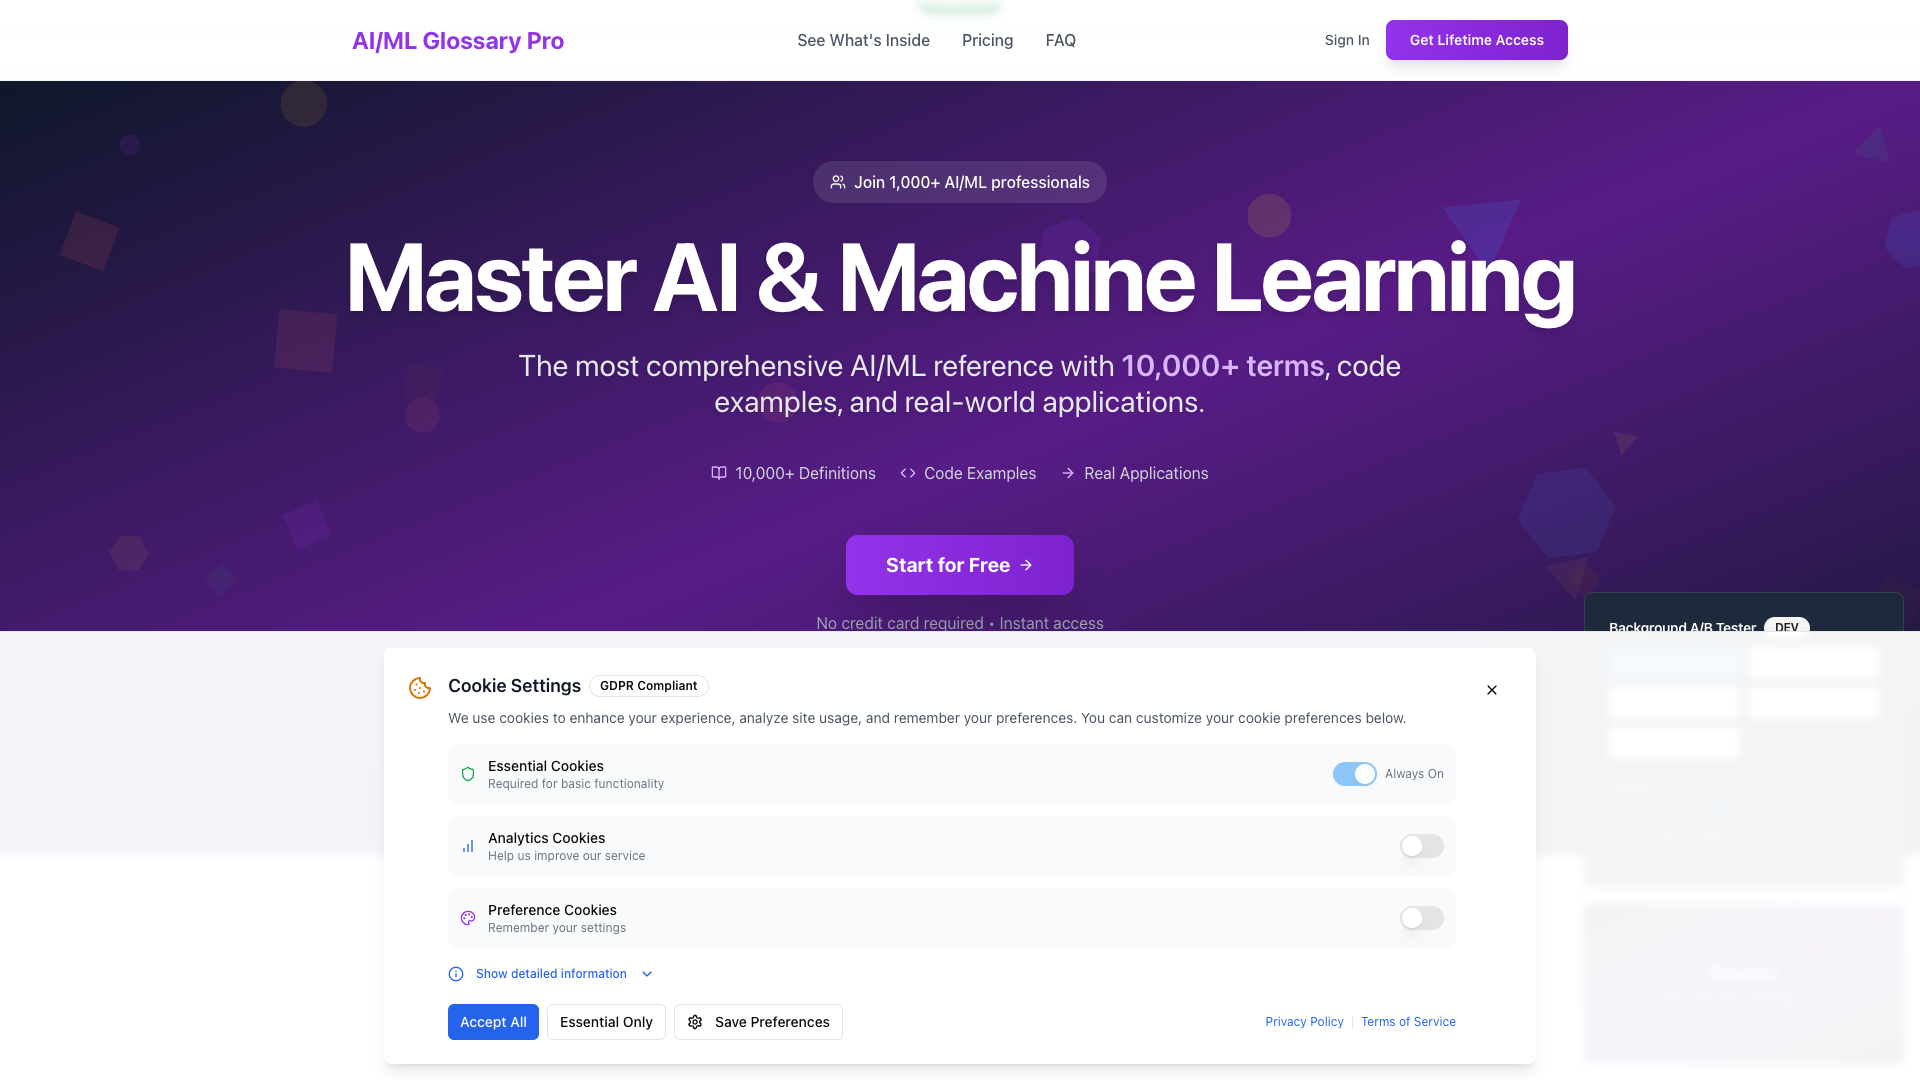 AI/ML Glossary Pro
See What's Inside
Pricing
FAQ
Sign In
Get Lifetime Access
Join 1,000+ AI/ML professionals
Master AI & Machine Learning
The most comprehensive AI/ML reference with 10,000+ terms, code
examples, and real-world applications.
10,000+ Definitions
Code Examples
Real Applications
Start for Free
No credit card required • Instant access
Background A/B Tester
DEV
Cookie Settings
GDPR Compliant
We use cookies to enhance your experience, analyze site usage, and remember your preferences. You can customize your cookie preferences below.
Essential Cookies
Required for basic functionality
Always On
Analytics Cookies
Help us improve our service
Preference Cookies
Remember your settings
Show detailed information
Accept All
Essential Only
Save Preferences
Privacy Policy
Terms of Service